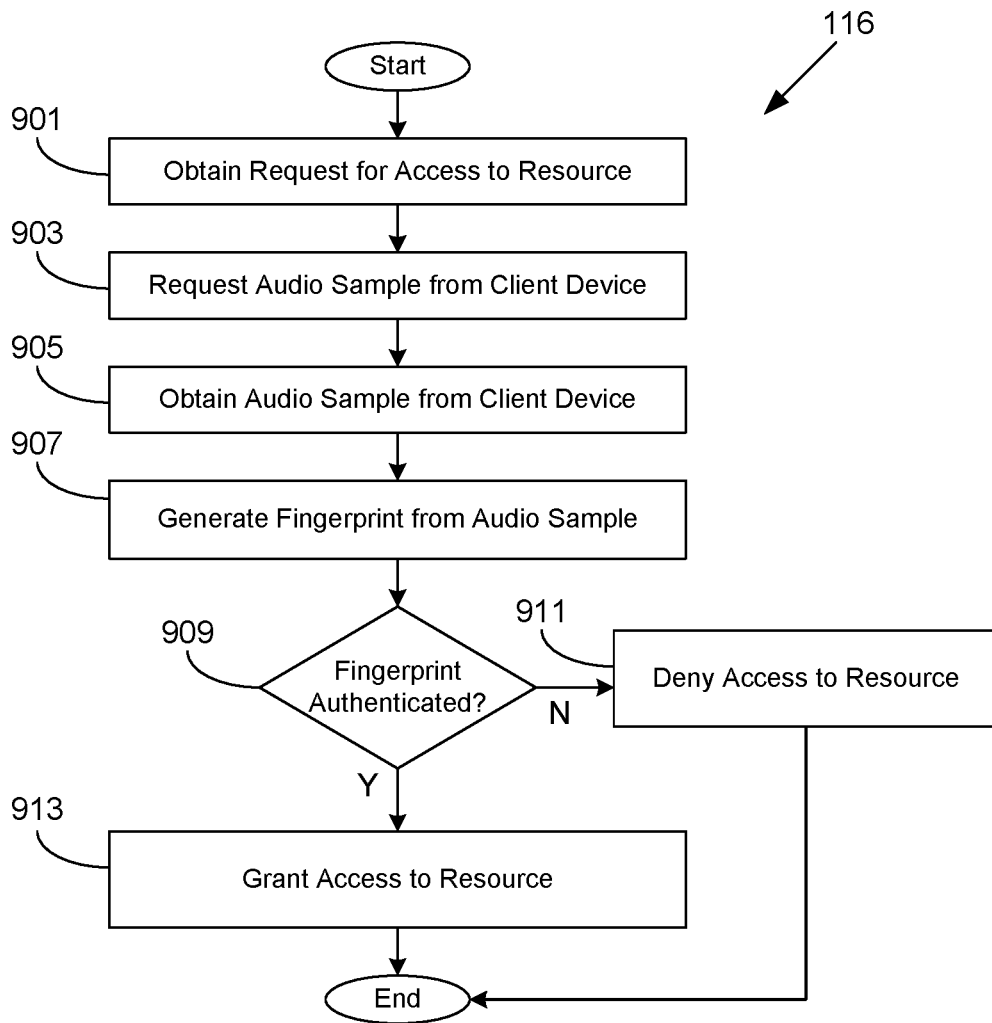 116
Start
901
Obtain Request for Access to Resource
903
Request Audio Sample from Client Device
905
Obtain Audio Sample from Client Device
907
Generate Fingerprint from Audio Sample
909
Fingerprint
Authenticated?
N
911
Deny Access to Resource
Y
913
Grant Access to Resource
End